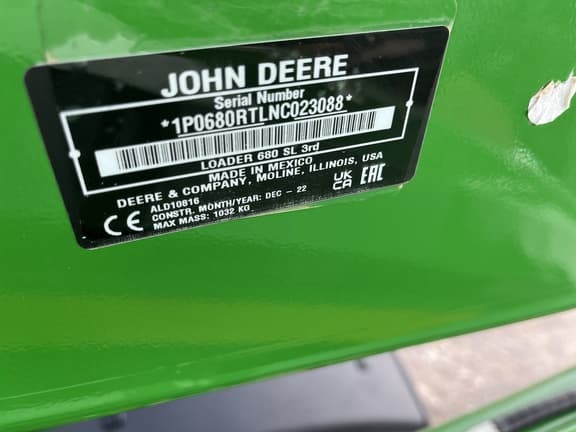 JOHN DEERE
Serial Number
*1P0680RTLNC023088*
LOADER 680 SL 3rd
MADE IN MEXICO
DEERE & COMPANY, MOLINE, ILLINOIS, USA
ALD10816
CONSTR. MONTH/YEAR: DEC - 22
MAX MASS: 1032 KG
CE
UK
CA
EAC